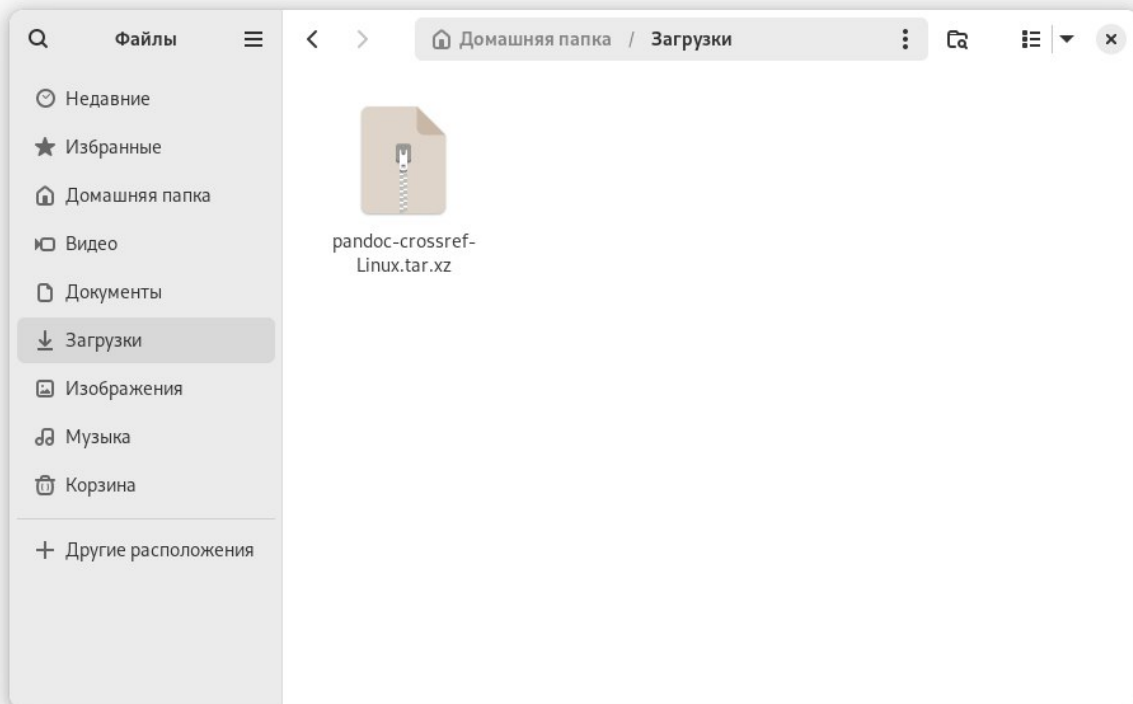 Файлы
Домашняя папка / Загрузки
Недавние
Избранные
Домашняя папка
Видео
Документы
Загрузки
Изображения
Музыка
Корзина
Другие расположения
pandoc-crossref-
Linux.tar.xz